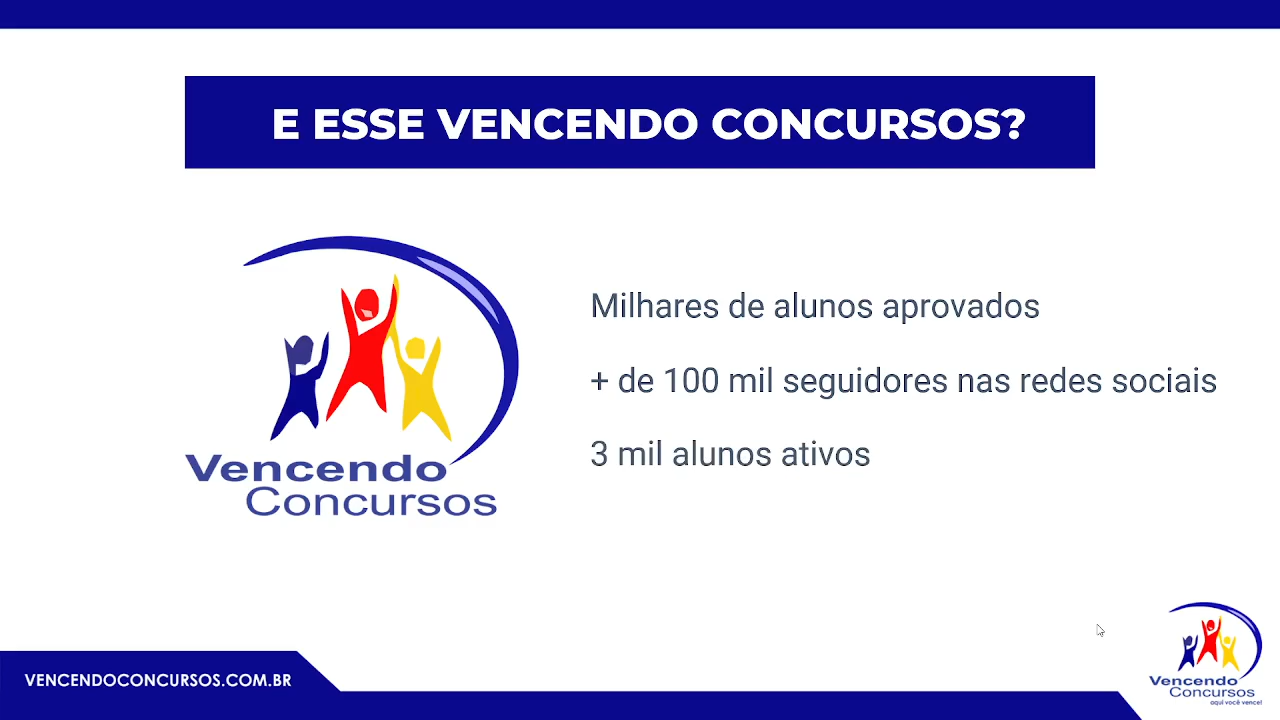 E ESSE VENCENDO CONCURSOS?
Milhares de alunos aprovados
+ de 100 mil seguidores nas redes sociais
3 mil alunos ativos
Vencendo
Concursos
VENCENDOCONCURSOS.COM.BR
Vencendo
Concursos
aqui você vence!